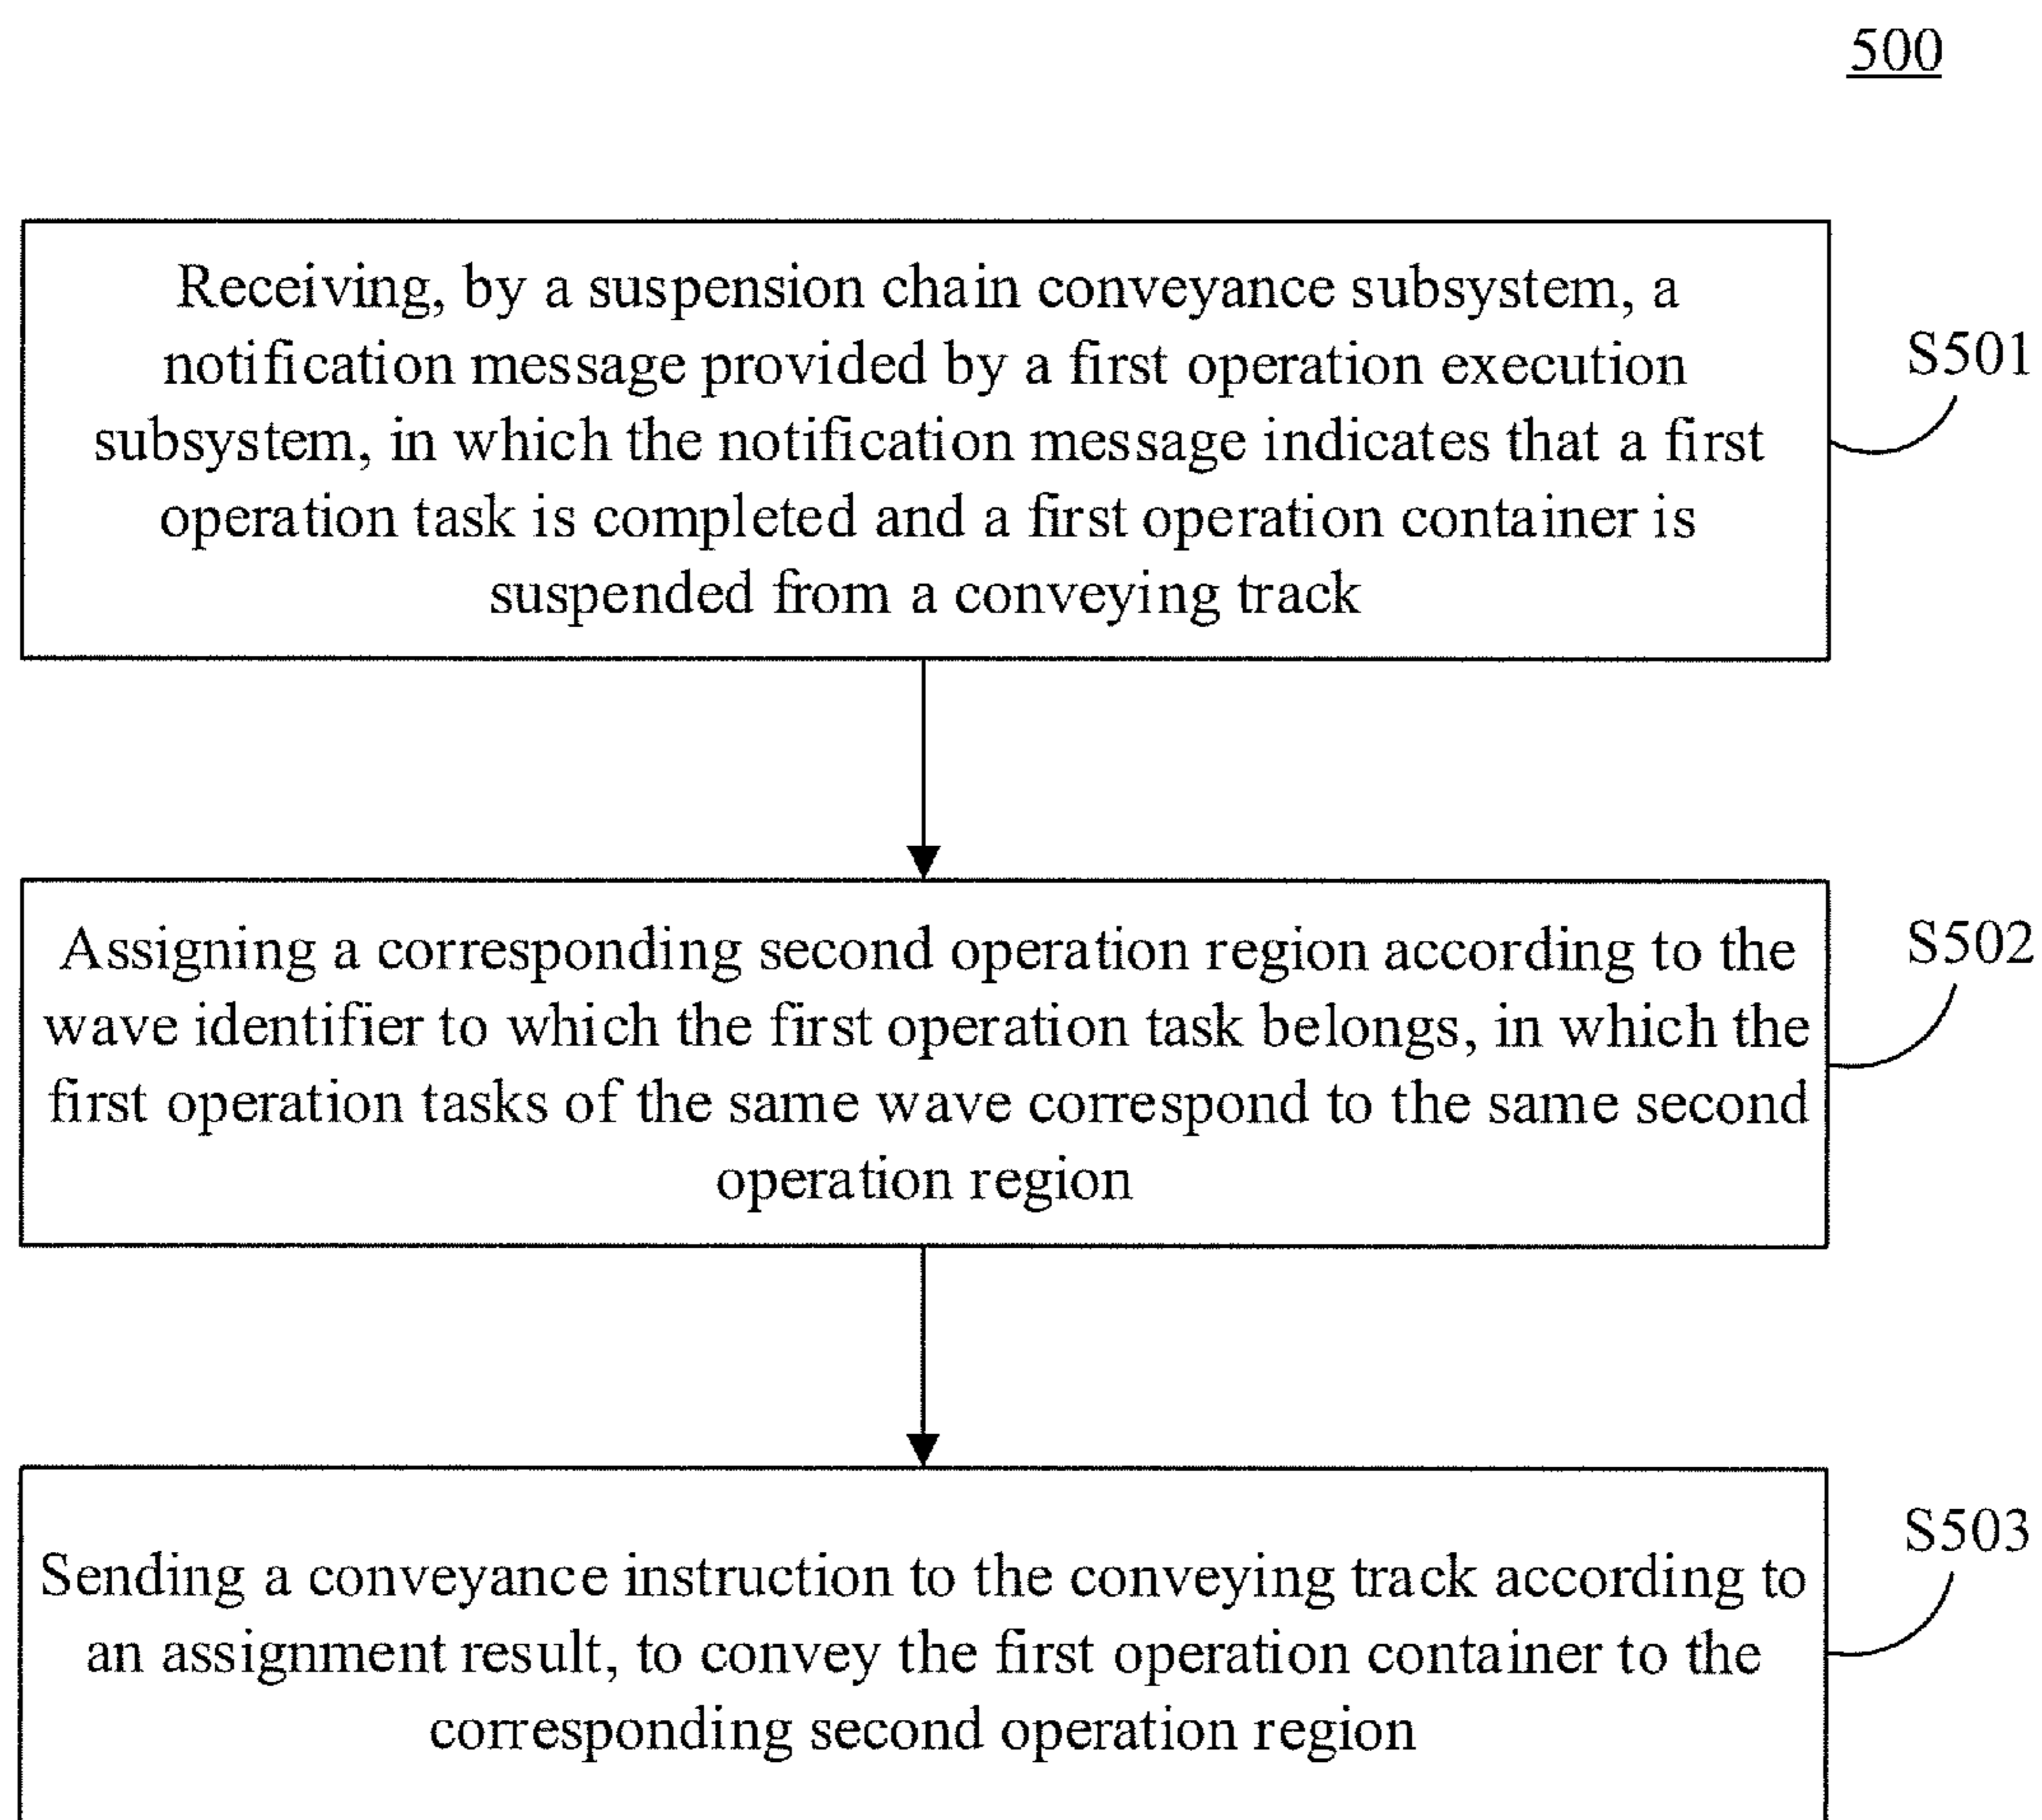 500
Receiving, by a suspension chain conveyance subsystem, a
notification message provided by a first operation execution
subsystem, in which the notification message indicates that a first
operation task is completed and a first operation container is
suspended from a conveying track
S501
Assigning a corresponding second operation region according to the
wave identifier to which the first operation task belongs, in which the
first operation tasks of the same wave correspond to the same second
operation region
S502
Sending a conveyance instruction to the conveying track according to
an assignment result, to convey the first operation container to the
corresponding second operation region
S503